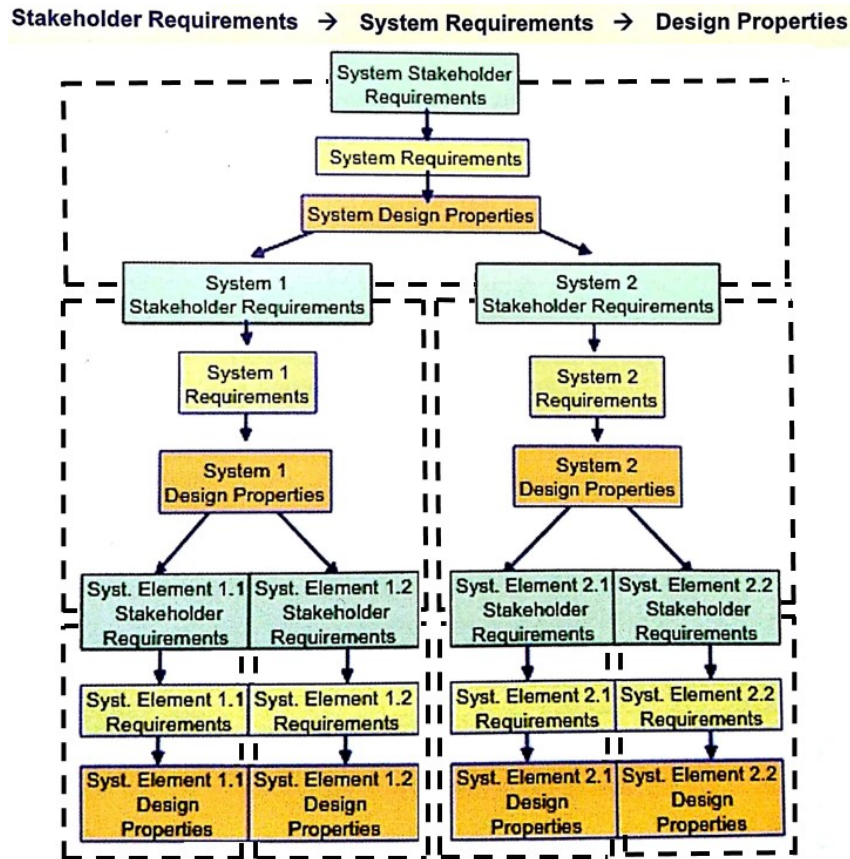 Stakeholder Requirements → System Requirements → Design Properties
System Stakeholder
Requirements
System Requirements
System Design Properties
System 1
Stakeholder Requirements
System 2
Stakeholder Requirements
System 1
Requirements
System 2
Requirements
System 1
Design Properties
System 2
Design Properties
Syst. Element 1.1
Stakeholder
Requirements
Syst. Element 1.2
Stakeholder
Requirements
Syst. Element 2.1
Stakeholder
Requirements
Syst. Element 2.2
Stakeholder
Requirements
Syst. Element 1.1
Requirements
Syst. Element 1.2
Requirements
Syst. Element 2.1
Requirements
Syst. Element 2.2
Requirements
Syst. Element 1.1
Design
Properties
Syst. Element 1.2
Design
Properties
Syst. Element 2.1
Design
Properties
Syst. Element 2.2
Design
Properties